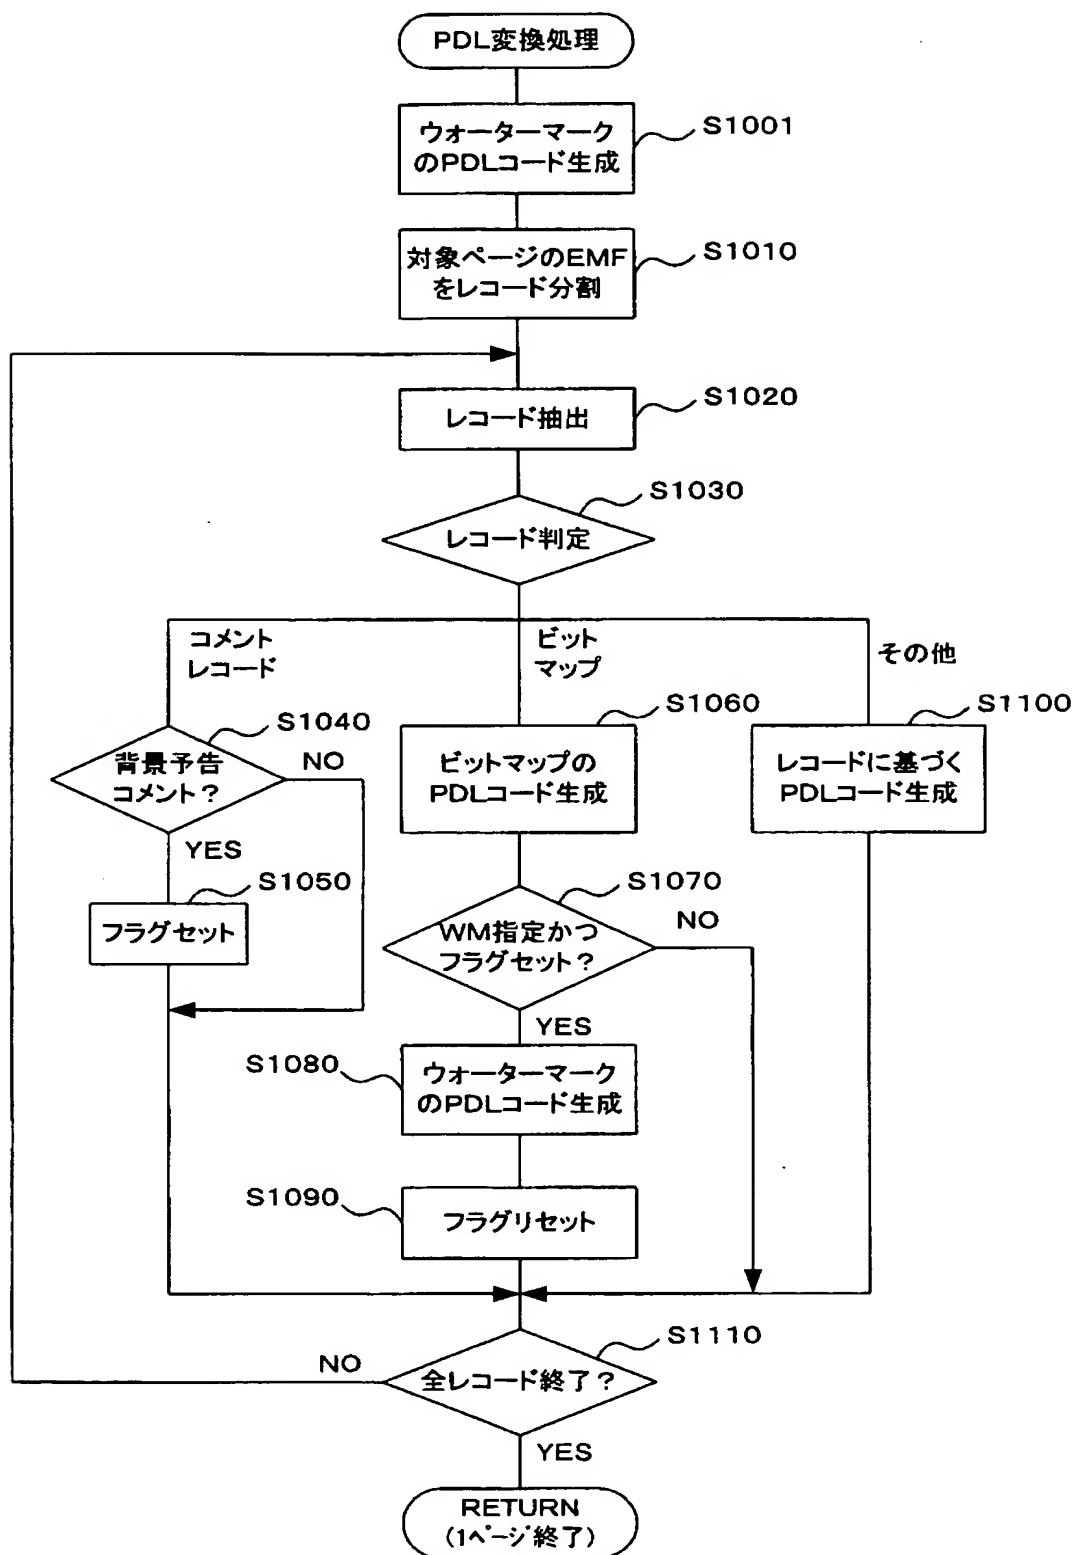 PDL変換処理
ウォーターマーク
のPDLコード生成
S1001
対象ページのEMF
をレコード分割
S1010
レコード抽出
S1020
レコード判定
S1030
コメント
レコード
ビット
マップ
その他
背景予告
コメント？
S1040
NO
YES
フラグセット
S1050
ビットマップの
PDLコード生成
S1060
レコードに基づく
PDLコード生成
S1100
WM指定かつ
フラグセット？
S1070
NO
YES
S1080
ウォーターマーク
のPDLコード生成
S1090
フラグリセット
全レコード終了？
S1110
NO
YES
RETURN
(1ページ終了)